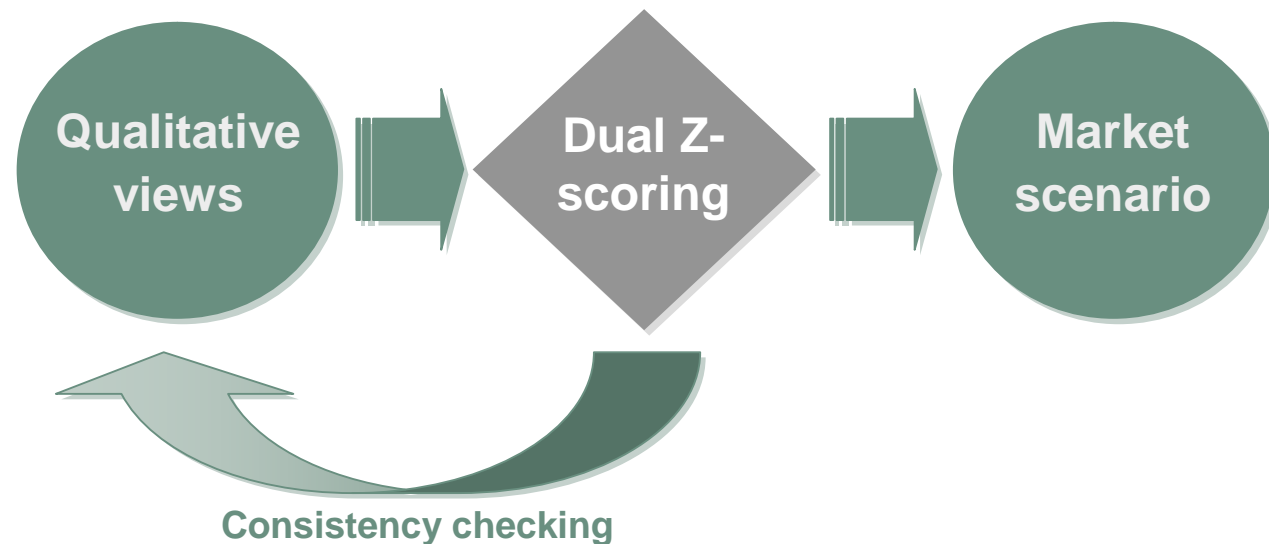 Qualitative
views
Dual Z-
scoring
Market
scenario
Consistency checking